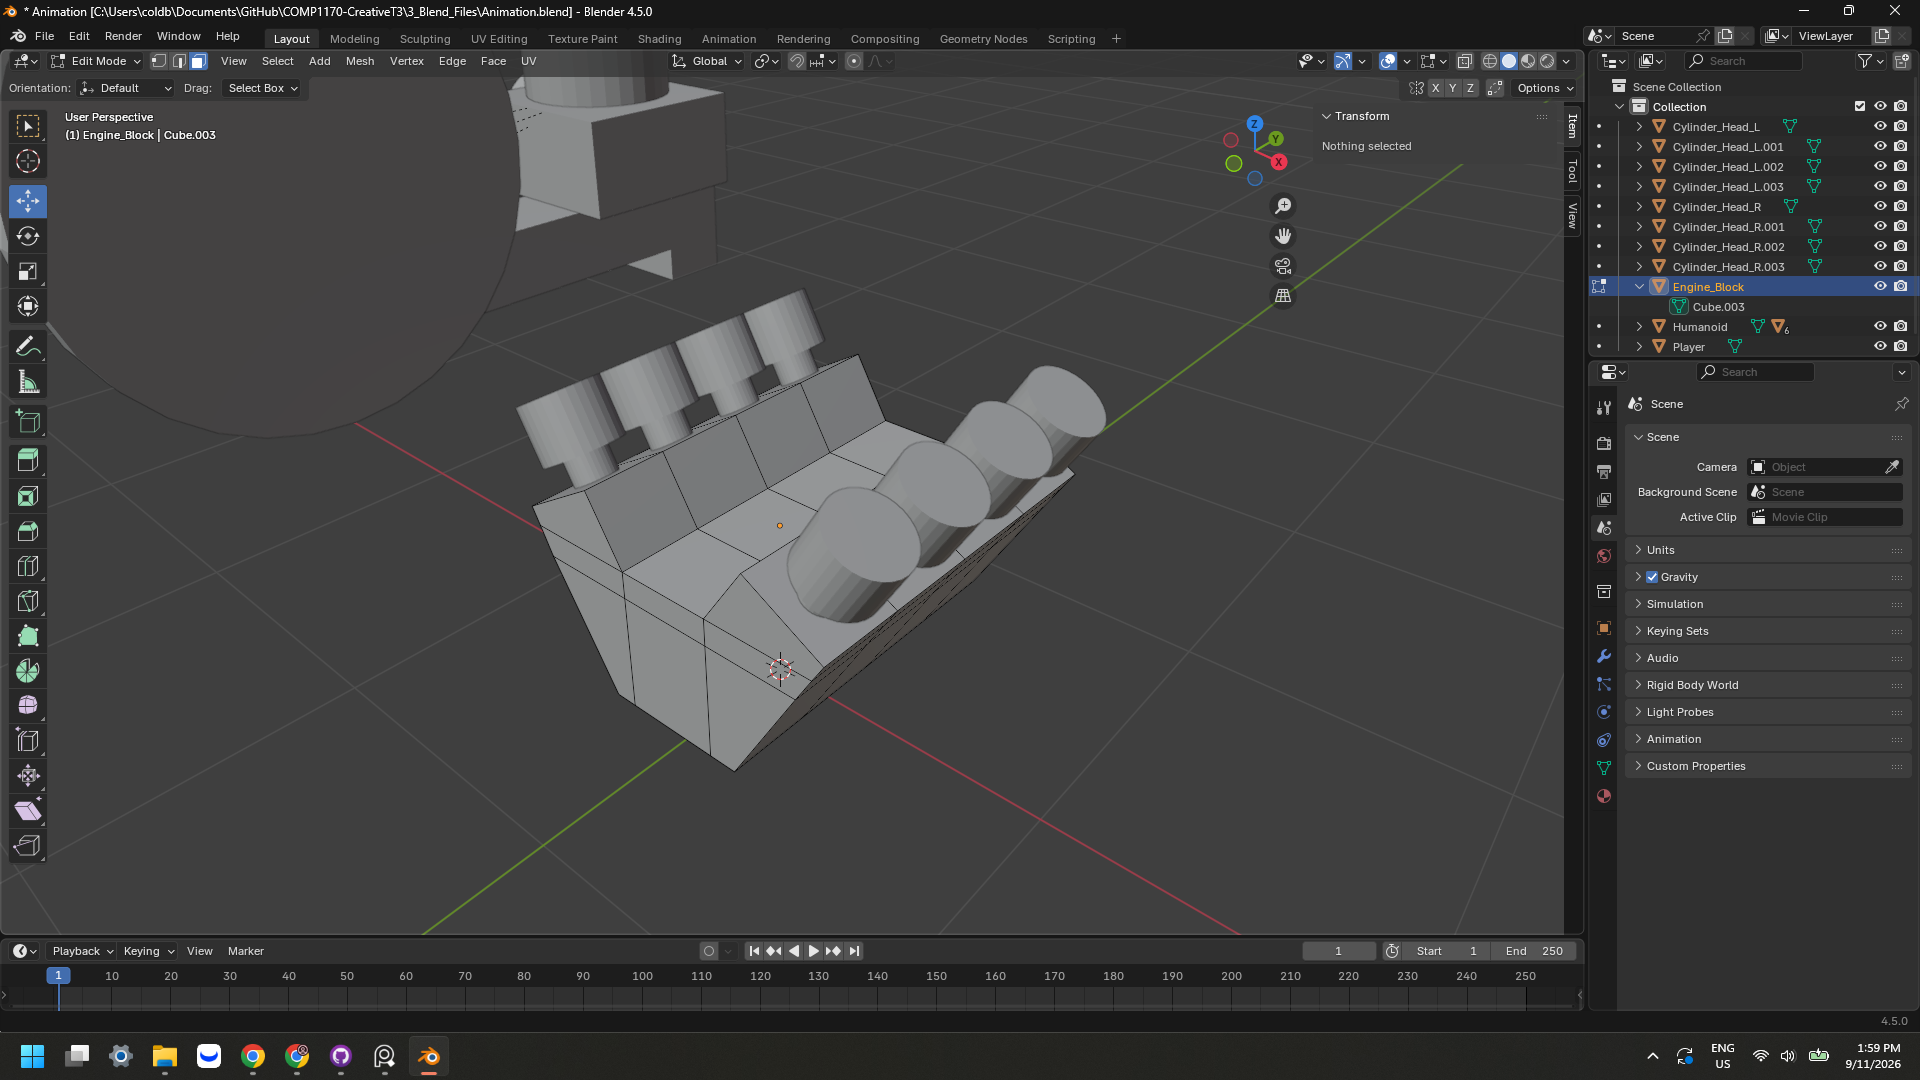 * Animation [C:\Users\coldb\Documents\GitHub\COMP1170-CreativeT3\3_Blend_Files\Animation.blend] - Blender 4.5.0
File Edit Render Window Help
Layout Modeling Sculpting UV Editing Texture Paint Shading Animation Rendering Compositing Geometry Nodes Scripting +
Scene ViewLayer
Edit Mode View Select Add Mesh Vertex Edge Face UV
Global
Search
Orientation: Default Drag: Select Box
X Y Z Options
User Perspective
(1) Engine_Block | Cube.003
Z
Y
X
Transform
Nothing selected
Item
Tool
View
Scene Collection
Collection
Cylinder_Head_L
Cylinder_Head_L.001
Cylinder_Head_L.002
Cylinder_Head_L.003
Cylinder_Head_R
Cylinder_Head_R.001
Cylinder_Head_R.002
Cylinder_Head_R.003
Engine_Block
Cube.003
Humanoid 6
Player
Search
Scene
Scene
Camera Object
Background Scene Scene
Active Clip Movie Clip
Units
Gravity
Simulation
Keying Sets
Audio
Rigid Body World
Light Probes
Animation
Custom Properties
Playback Keying View Marker
1 Start 1 End 250
1 10 20 30 40 50 60 70 80 90 100 110 120 130 140 150 160 170 180 190 200 210 220 230 240 250
4.5.0
ENG
US
1:59 PM
9/11/2026